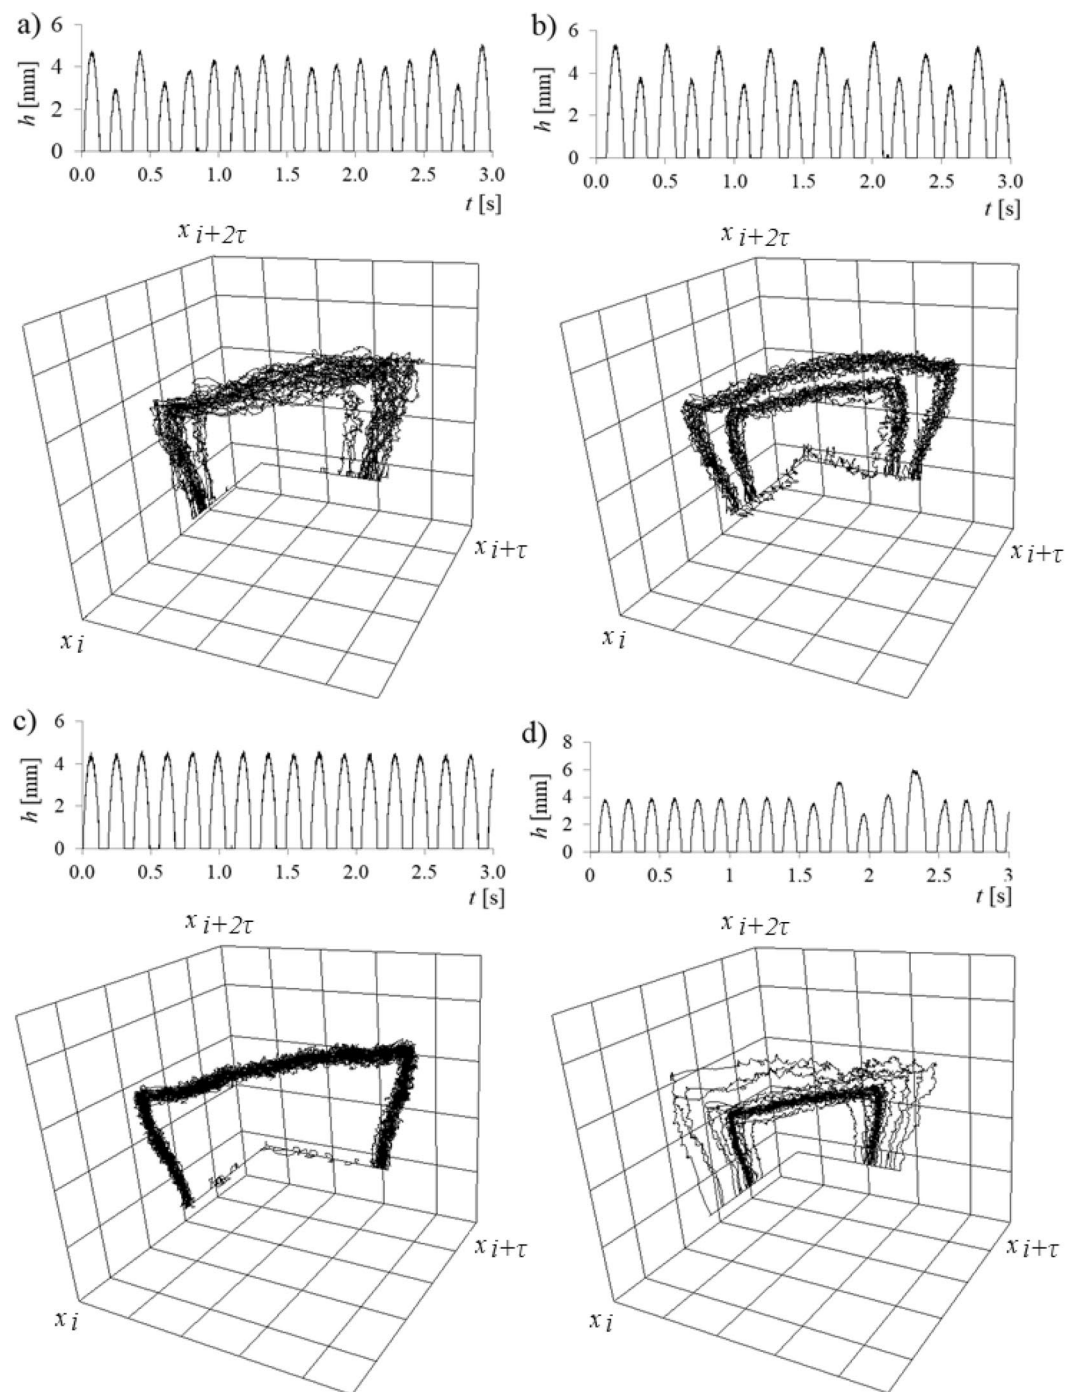 a)
h [mm]
6
4
2
0
0.0 0.5 1.0 1.5 2.0 2.5 3.0
t [s]
b)
h [mm]
6
4
2
0
0.0 0.5 1.0 1.5 2.0 2.5 3.0
t [s]
x i+2τ
x i+τ
x i
x i+2τ
x i+τ
x i
c)
h [mm]
6
4
2
0
0.0 0.5 1.0 1.5 2.0 2.5 3.0
t [s]
d)
h [mm]
8
6
4
2
0
0 0.5 1 1.5 2 2.5 3
t [s]
x i+2τ
x i+τ
x i
x i+2τ
x i+τ
x i